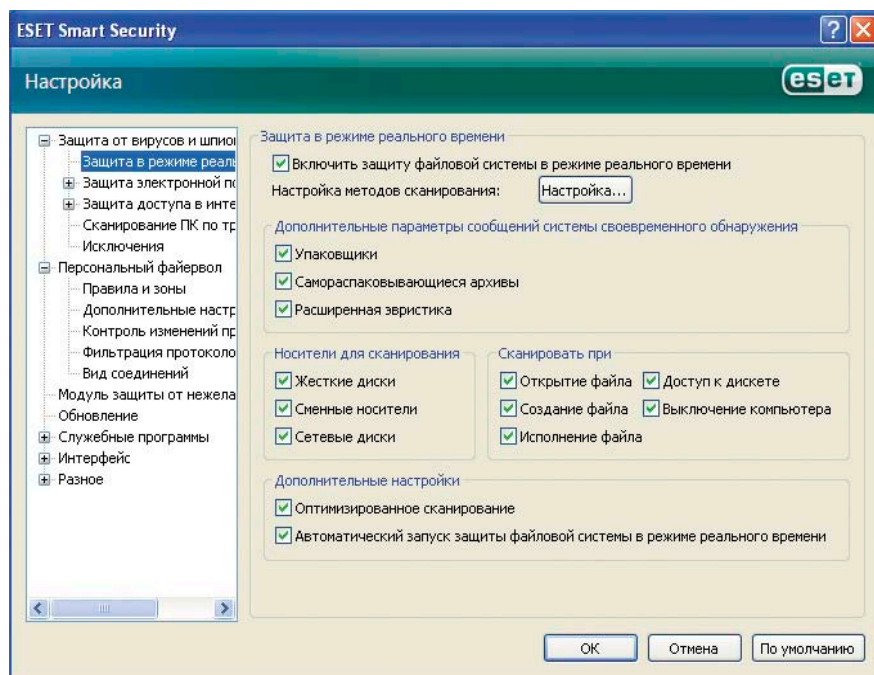 ESET Smart Security
Настройка
eset
Защита от вирусов и шпион
Защита в режиме реаль
Защита электронной по
Защита доступа в инте
Сканирование ПК по тр
Исключения
Персональный файервол
Правила и зоны
Дополнительные настр
Контроль изменений пр
Фильтрация протоколо
Вид соединений
Модуль защиты от нежела
Обновление
Служебные программы
Интерфейс
Разное
Защита в режиме реального времени
Включить защиту файловой системы в режиме реального времени
Настройка методов сканирования: Настройка...
Дополнительные параметры сообщений системы своевременного обнаружения
Упаковщики
Самораспаковывающиеся архивы
Расширенная эвристика
Носители для сканирования
Жесткие диски
Сменные носители
Сетевые диски
Сканировать при
Открытие файла Доступ к дискете
Создание файла Выключение компьютера
Исполнение файла
Дополнительные настройки
Оптимизированное сканирование
Автоматический запуск защиты файловой системы в режиме реального времени
ОК Отмена По умолчанию